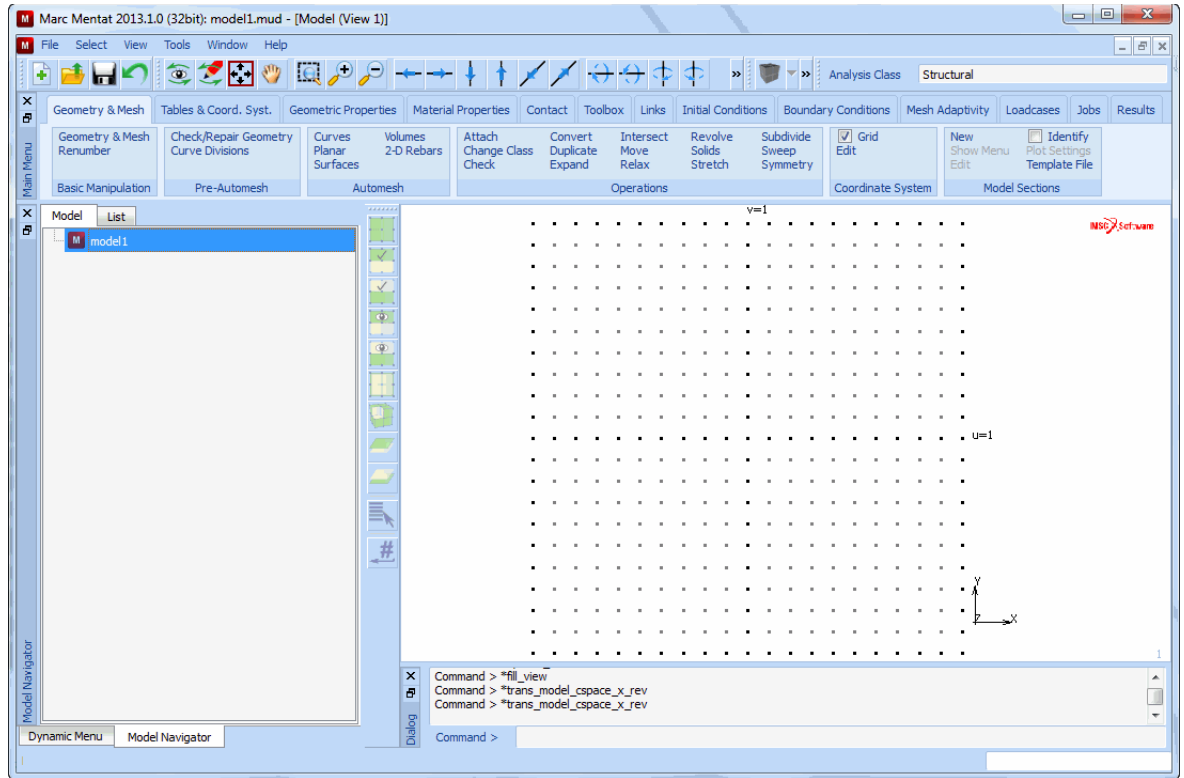 Marc Mentat 2013.1.0 (32bit): model1.mud - [Model (View 1)]
File Select View Tools Window Help
» » Analysis Class Structural
Geometry & Mesh Tables & Coord. Syst. Geometric Properties Material Properties Contact Toolbox Links Initial Conditions Boundary Conditions Mesh Adaptivity Loadcases Jobs Results
Main Menu
Geometry & Mesh
Renumber
Basic Manipulation
Check/Repair Geometry
Curve Divisions
Pre-Automesh
Curves Volumes
Planar 2-D Rebars
Surfaces
Automesh
Attach Convert Intersect Revolve Subdivide
Change Class Duplicate Move Solids Sweep
Check Expand Relax Stretch Symmetry
Operations
Grid
Edit
Coordinate System
New Identify
Show Menu Plot Settings
Edit Template File
Model Sections
Model List
model1
v=1
MSC Software
u=1
Y
Z X
1
Model Navigator
Command > *fill_view
Command > *trans_model_cspace_x_rev
Command > *trans_model_cspace_x_rev
Dialog
Command >
Dynamic Menu Model Navigator